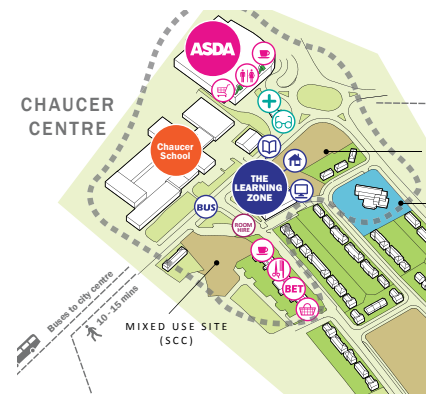 ASDA
CHAUCER
CENTRE
Chaucer
School
THE
LEARNING
ZONE
BUS
ROOM
HIRE
BET
Buses to city centre
10 - 15 mins
MIXED USE SITE
(SCC)